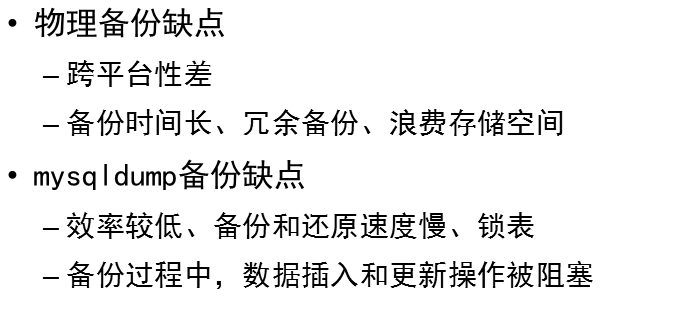 • 物理备份缺点
– 跨平台性差
– 备份时间长、冗余备份、浪费存储空间
• mysqldump备份缺点
– 效率较低、备份和还原速度慢、锁表
– 备份过程中，数据插入和更新操作被阻塞